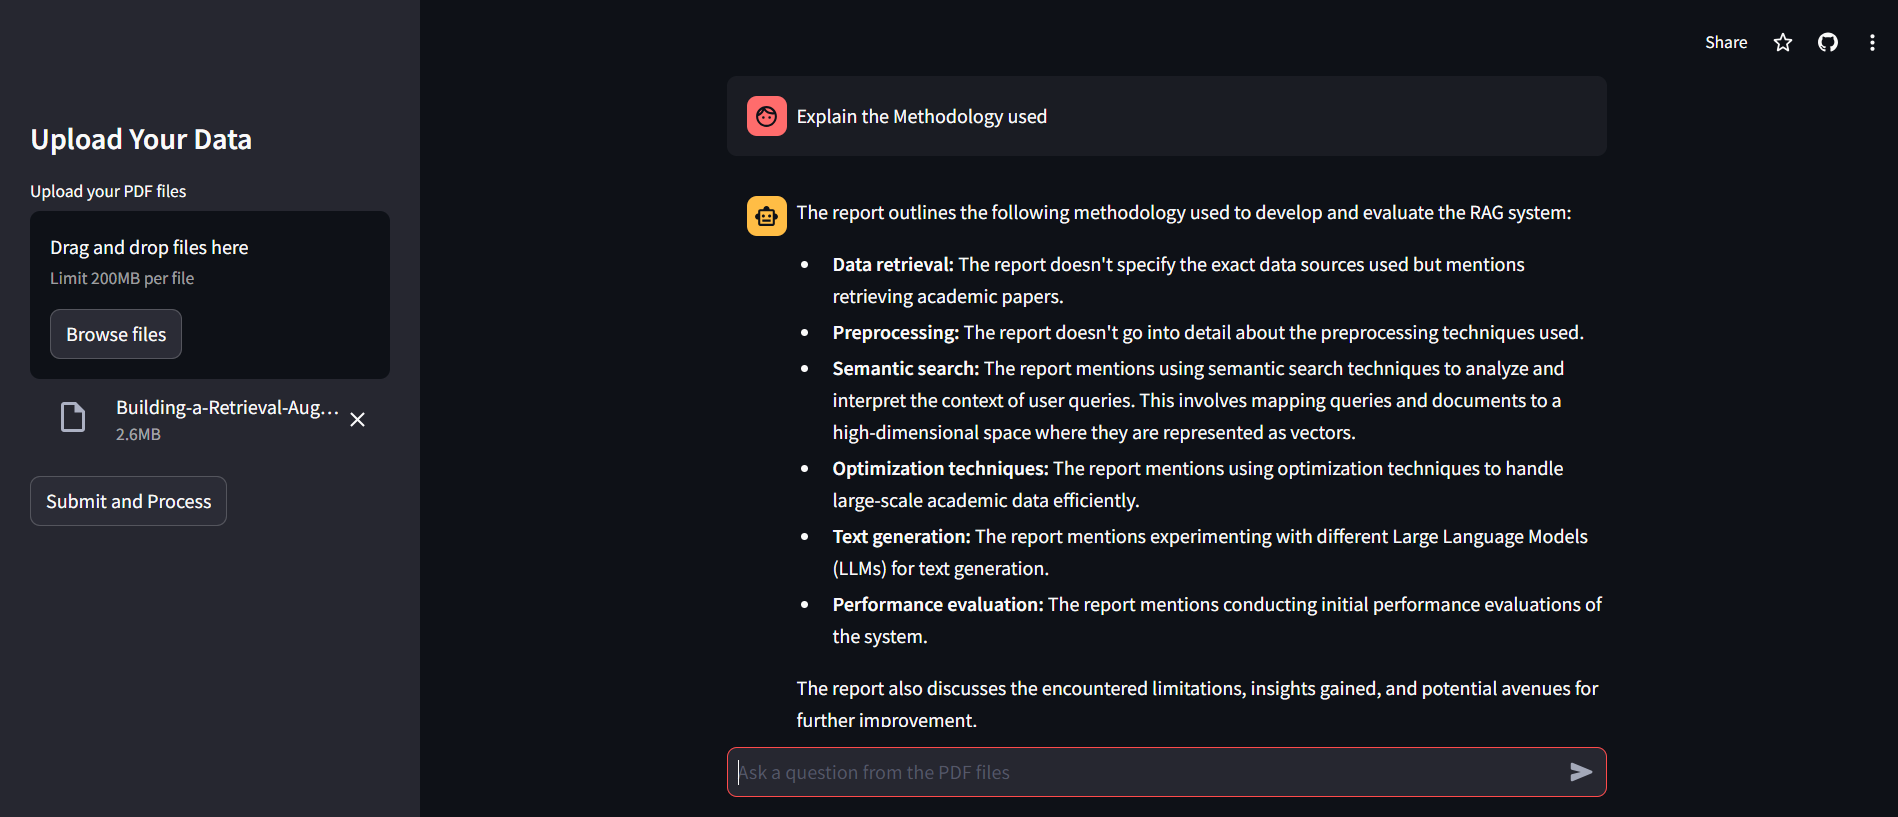 Share
Upload Your Data
Upload your PDF files
Drag and drop files here
Limit 200MB per file
Browse files
Building-a-Retrieval-Aug...
2.6MB
Submit and Process
Explain the Methodology used
The report outlines the following methodology used to develop and evaluate the RAG system:
• Data retrieval: The report doesn't specify the exact data sources used but mentions
retrieving academic papers.
• Preprocessing: The report doesn't go into detail about the preprocessing techniques used.
• Semantic search: The report mentions using semantic search techniques to analyze and
interpret the context of user queries. This involves mapping queries and documents to a
high-dimensional space where they are represented as vectors.
• Optimization techniques: The report mentions using optimization techniques to handle
large-scale academic data efficiently.
• Text generation: The report mentions experimenting with different Large Language Models
(LLMs) for text generation.
• Performance evaluation: The report mentions conducting initial performance evaluations of
the system.
The report also discusses the encountered limitations, insights gained, and potential avenues for
further improvement.
Ask a question from the PDF files